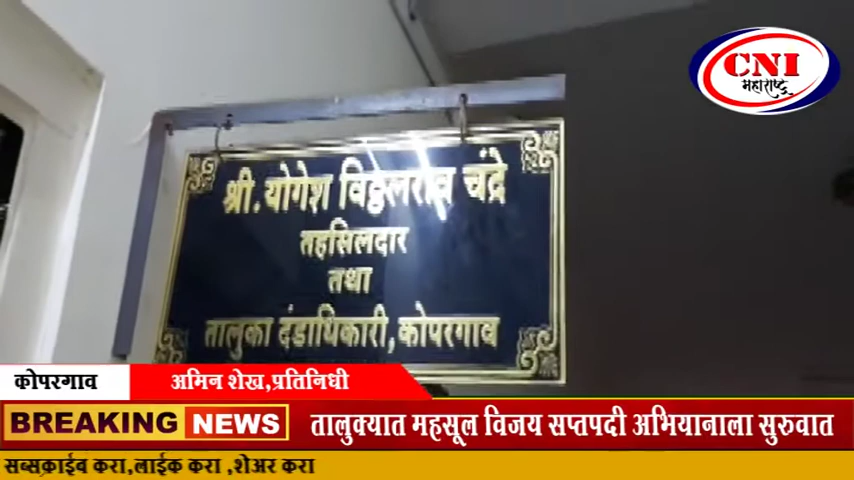 CNI
महाराष्ट्र
श्री. योगेश विठ्ठलराव चंद्रे
तहसिलदार
तथा
तालुका दंडाधिकारी, कोपरगाव
कोपरगाव
अमिन शेख,प्रतिनिधी
BREAKING NEWS
तालुक्यात महसूल विजय सप्तपदी अभियानाला सुरुवात
सब्सक्राईब करा,लाईक करा ,शेअर करा